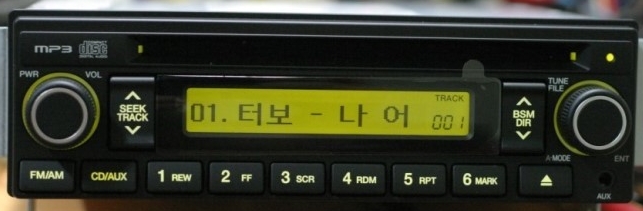 MP3 COMPACT disc DIGITAL AUDIO
PWR VOL
SEEK
TRACK
TRACK
01. 터보 - 나 어 001
BSM
DIR
TUNE
FILE
A-MODE ENT
FM/AM CD/AUX 1 REW 2 FF 3 SCR 4 RDM 5 RPT 6 MARK
AUX